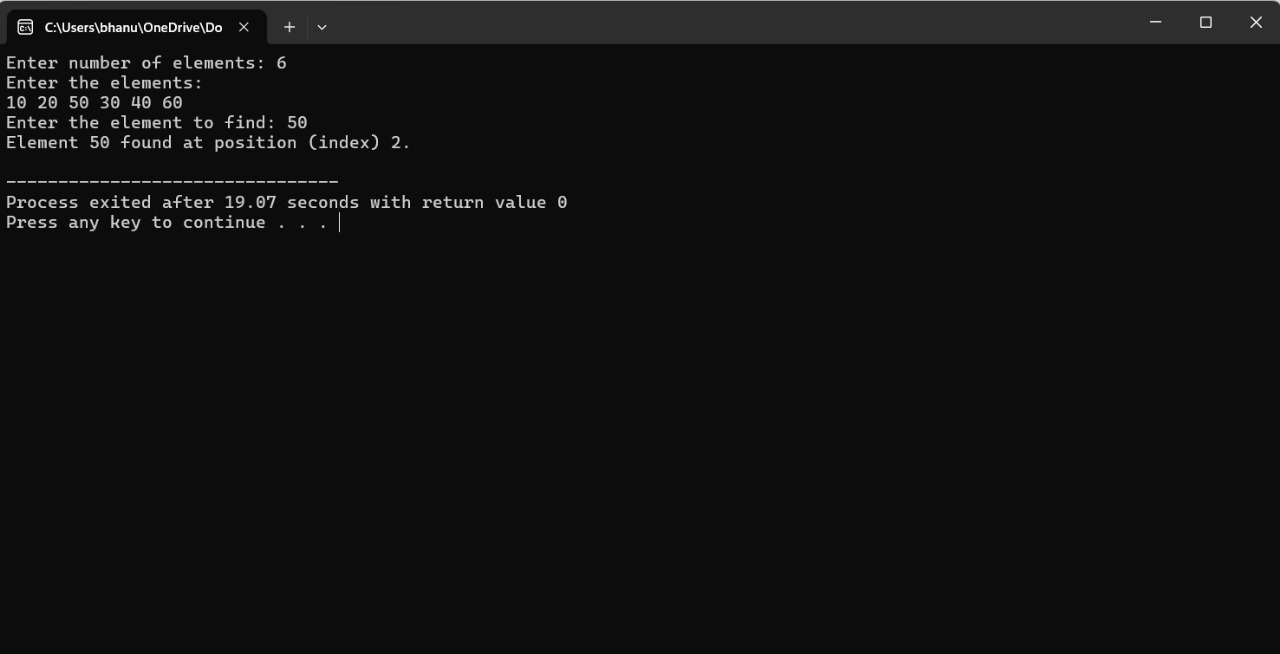 C:\Users\bhanu\OneDrive\Do
Enter number of elements: 6
Enter the elements:
10 20 50 30 40 60
Enter the element to find: 50
Element 50 found at position (index) 2.
--------------------------------
Process exited after 19.07 seconds with return value 0
Press any key to continue . . .